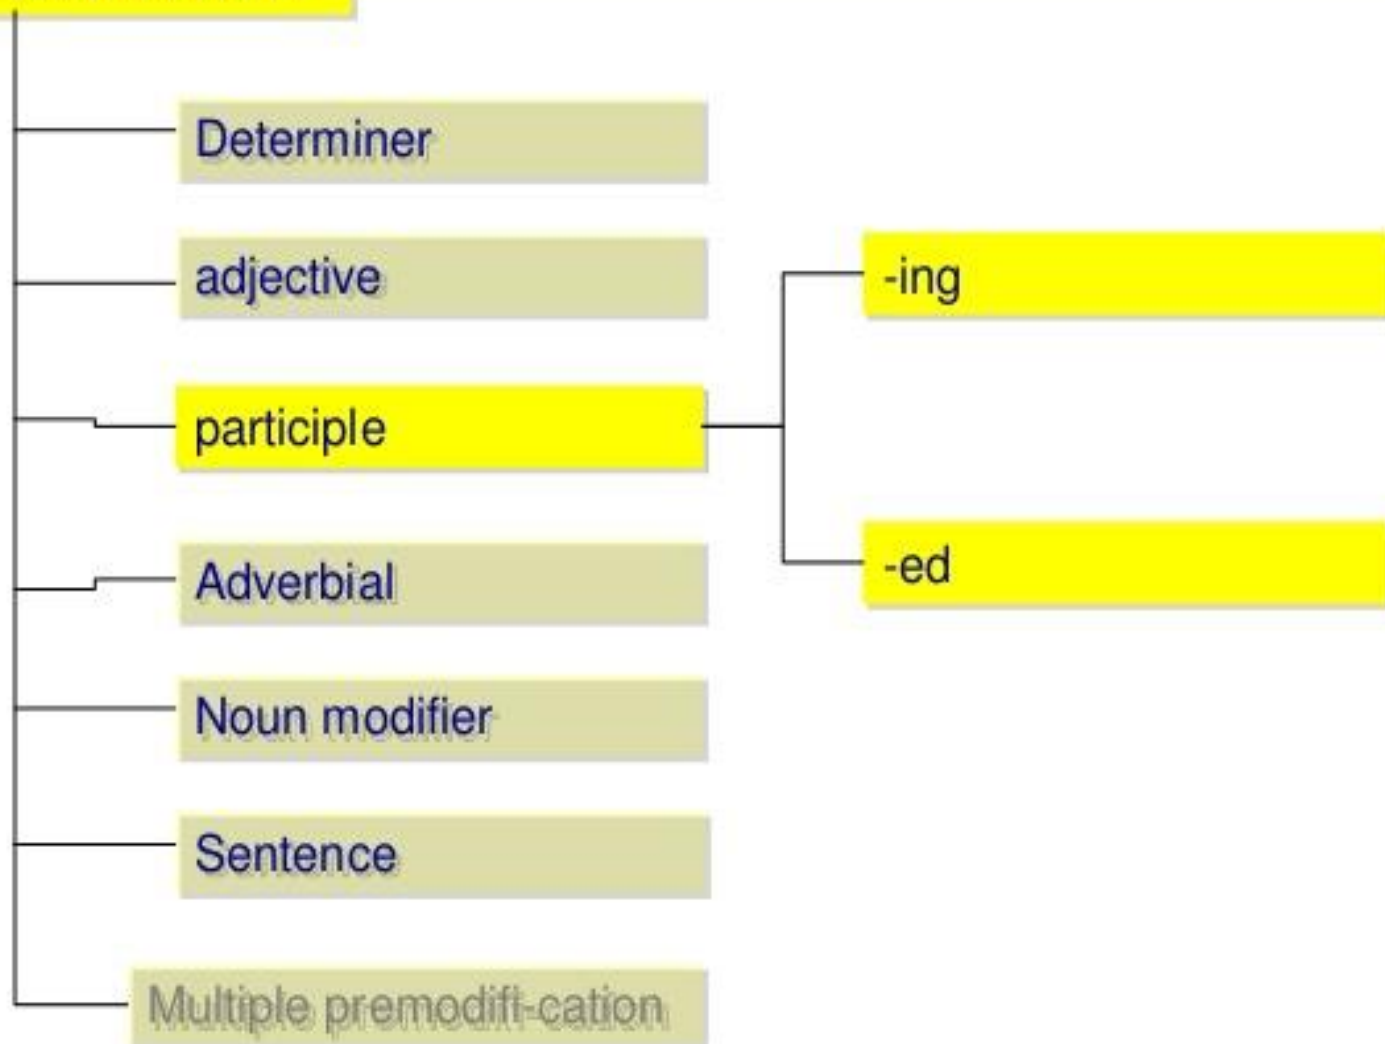 Determiner
adjective
-ing
participle
-ed
Adverbial
Noun modifier
Sentence
Multiple premodifi-cation